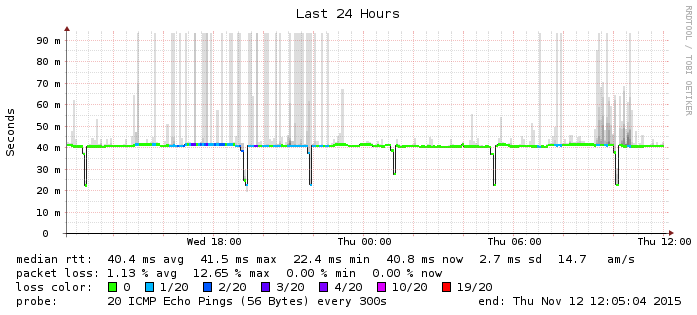 Last 24 Hours
RRDTOOL / TOBI OETIKER
Seconds
90 m
80 m
70 m
60 m
50 m
40 m
30 m
20 m
10 m
0
Wed 18:00 Thu 00:00 Thu 06:00 Thu 12:00
median rtt: 40.4 ms avg 41.5 ms max 22.4 ms min 40.8 ms now 2.7 ms sd 14.7 am/s
packet loss: 1.13 % avg 12.65 % max 0.00 % min 0.00 % now
loss color: 0 1/20 2/20 3/20 4/20 10/20 19/20
probe: 20 ICMP Echo Pings (56 Bytes) every 300s end: Thu Nov 12 12:05:04 2015